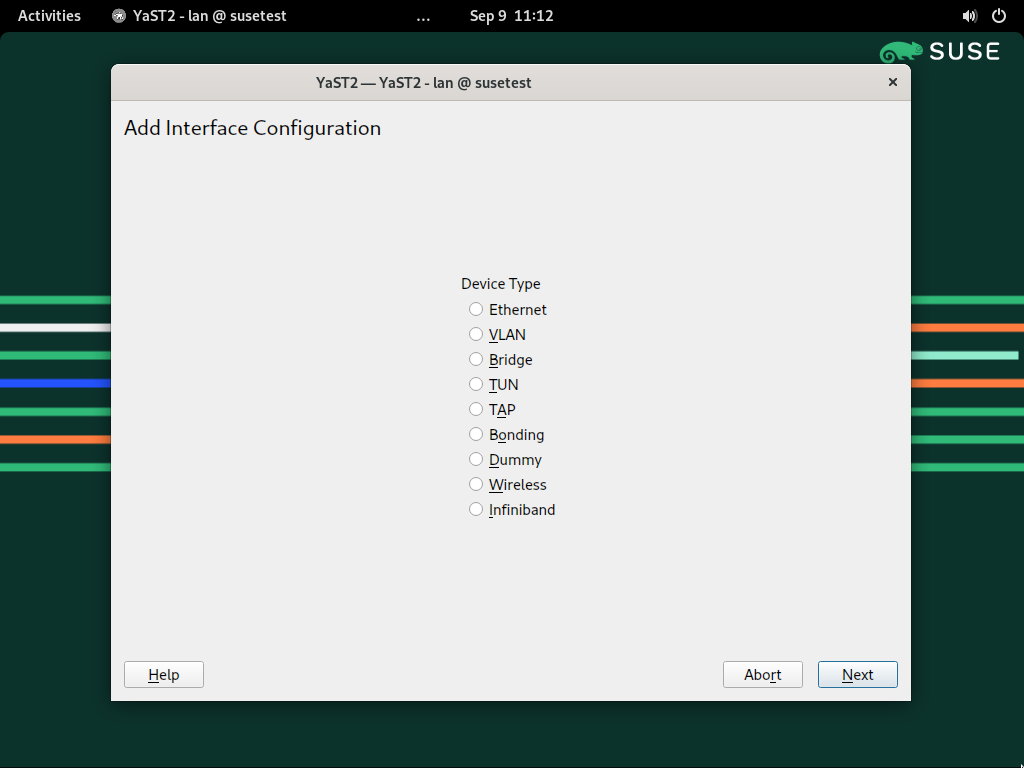 Activities YaST2 - lan @ susetest ... Sep 9 11:12
SUSE
YaST2 — YaST2 - lan @ susetest ×
Add Interface Configuration
Device Type
Ethernet
VLAN
Bridge
TUN
TAP
Bonding
Dummy
Wireless
Infiniband
Help Abort Next